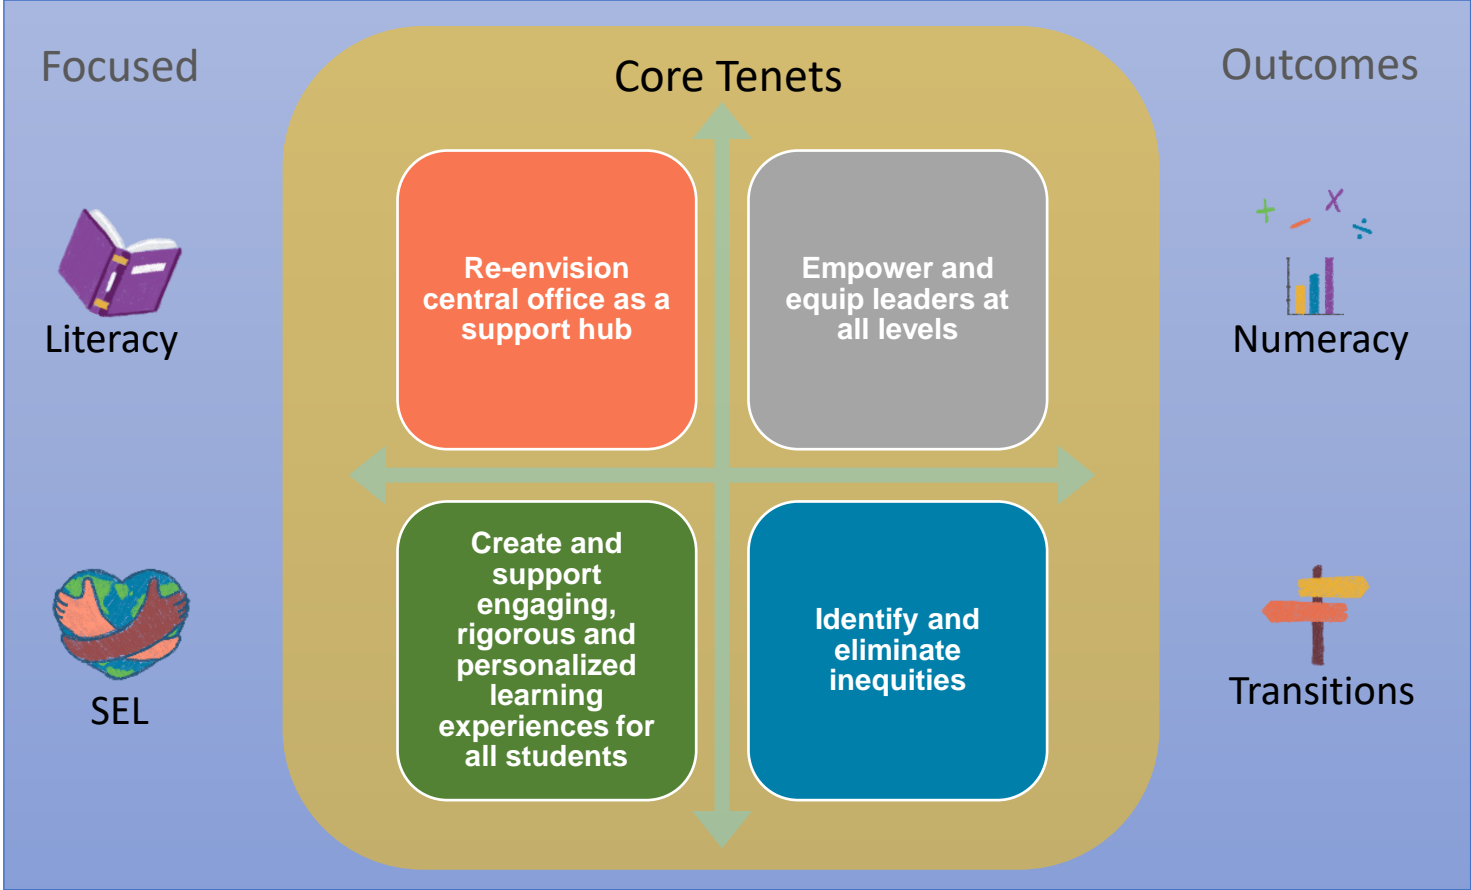 Focused
Core Tenets
Outcomes
Literacy
Re-envision
central office as a
support hub
Empower and
equip leaders at
all levels
Numeracy
SEL
Create and
support
engaging,
rigorous and
personalized
learning
experiences for
all students
Identify and
eliminate
inequities
Transitions